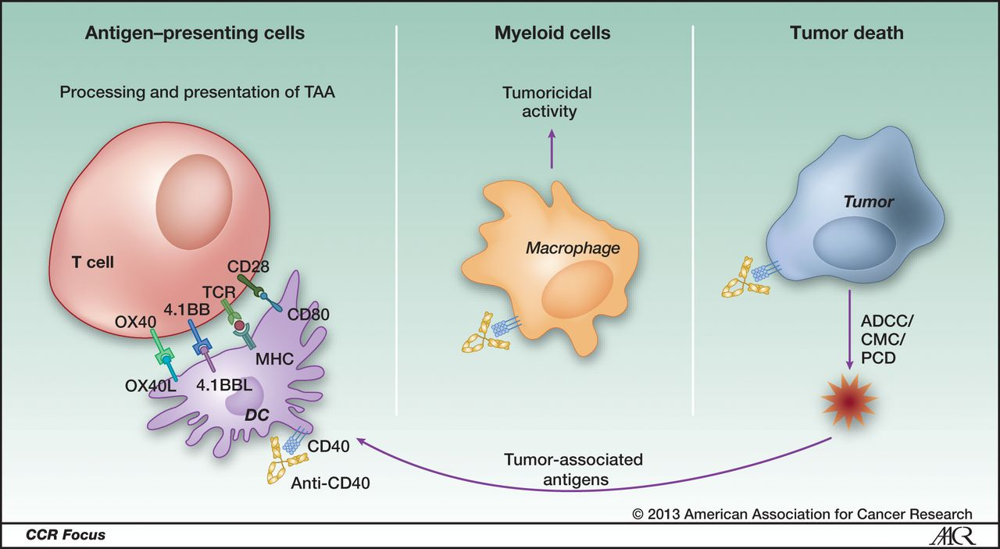 Antigen–presenting cells
Processing and presentation of TAA
T cell
CD28
TCR
4.1BB
OX40
CD80
MHC
OX40L
4.1BBL
DC
CD40
Anti-CD40
Myeloid cells
Tumoricidal
activity
Macrophage
Tumor death
Tumor
ADCC/
CMC/
PCD
Tumor-associated
antigens
© 2013 American Association for Cancer Research
CCR Focus
AACR